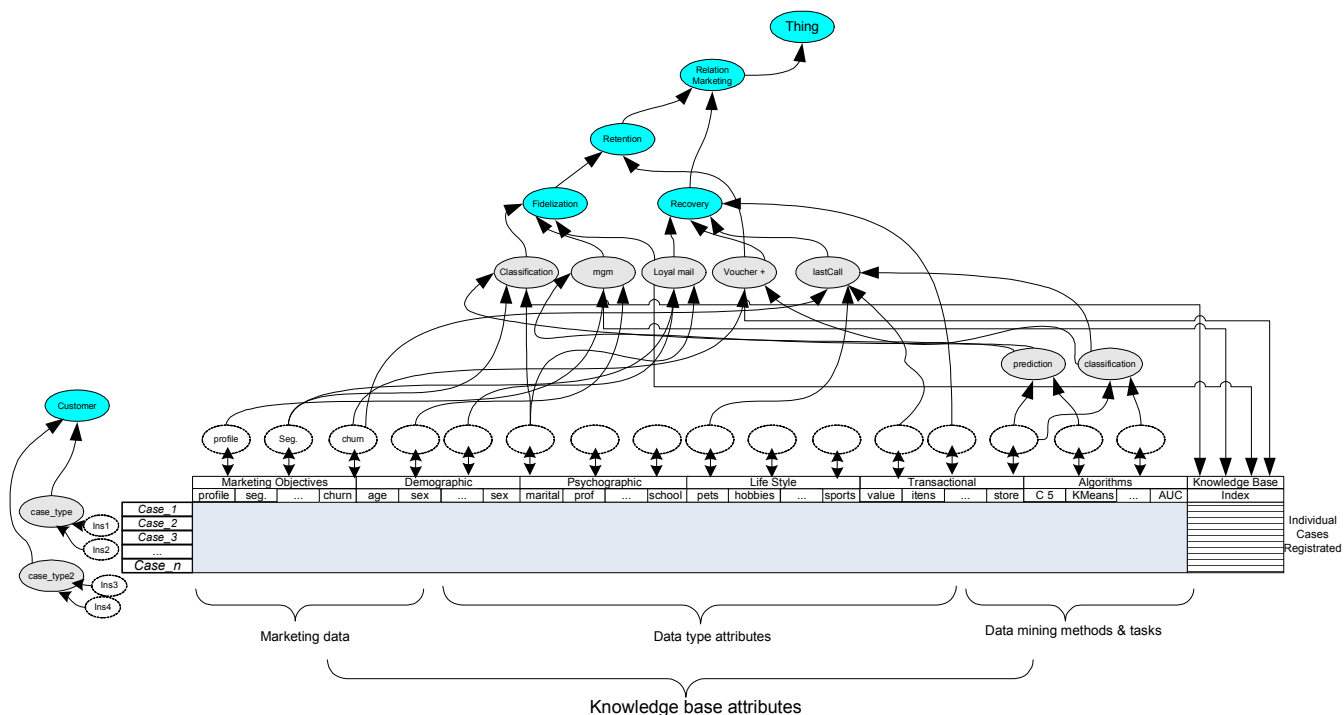 Thing
Relation
Marketing
Retention
Fidelization
Recovery
Classification
mgm
Loyal mail
Voucher +
lastCall
prediction
classification
Customer
profile
Seg.
churn
Marketing Objectives
Demographic
Psychographic
Life Style
Transactional
Algorithms
Knowledge Base
profile
seg.
...
churn
age
sex
...
sex
marital
prof
...
school
pets
hobbies
...
sports
value
itens
...
store
C 5
KMeans
...
AUC
Index
case_type
Ins1
Ins2
case_type2
Ins3
Ins4
Case_1
Case_2
Case_3
...
Case_n
Individual
Cases
Registrated
Marketing data
Data type attributes
Data mining methods & tasks
Knowledge base attributes